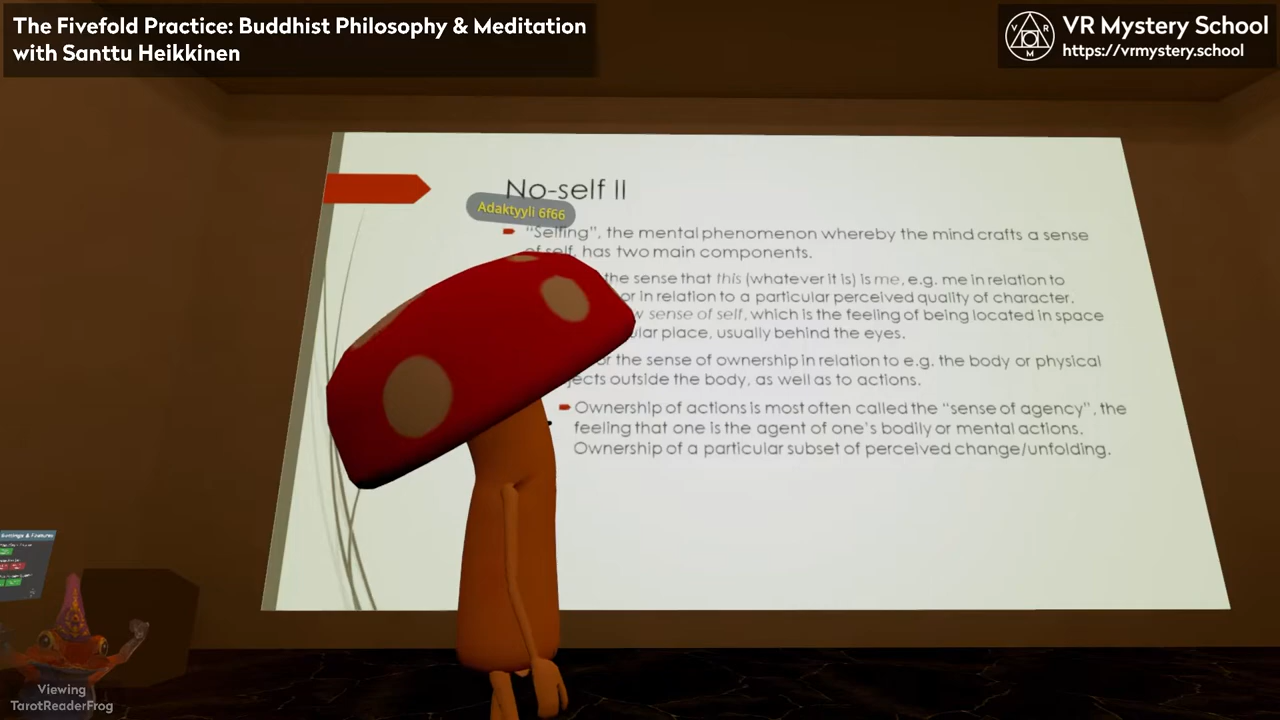 The Fivefold Practice: Buddhist Philosophy & Meditation
with Santtu Heikkinen
VR Mystery School
https://vrmystery.school
V R
M
No-self II
Adaktyyli 6f66
"Selfing", the mental phenomenon whereby the mind crafts a sense
of self, has two main components.
the sense that this (whatever it is) is me, e.g. me in relation to
or in relation to a particular perceived quality of character.
sense of self, which is the feeling of being located in space
place, usually behind the eyes.
or the sense of ownership in relation to e.g. the body or physical
outside the body, as well as to actions.
Ownership of actions is most often called the "sense of agency", the
feeling that one is the agent of one's bodily or mental actions.
Ownership of a particular subset of perceived change/unfolding.
Settings & Features
Viewing
TarotReaderFrog